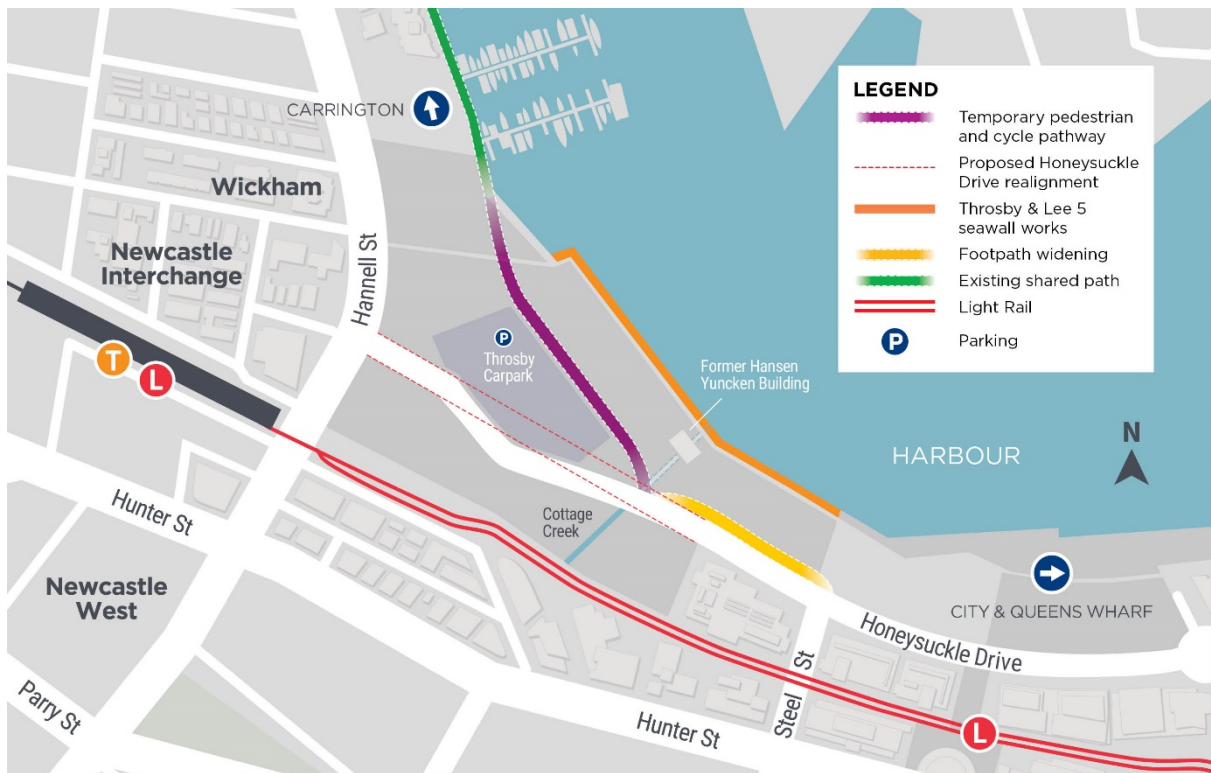 CARRINGTON
Wickham
Newcastle
Interchange
Hannell St
T
L
P
Throsby
Carpark
Former Hansen
Yuncken Building
HARBOUR
N
Cottage
Creek
Hunter St
Newcastle
West
Parry St
CITY & QUEENS WHARF
Honeysuckle Drive
Steel St
Hunter St
L
LEGEND
Temporary pedestrian
and cycle pathway
Proposed Honeysuckle
Drive realignment
Throsby & Lee 5
seawall works
Footpath widening
Existing shared path
Light Rail
P
Parking